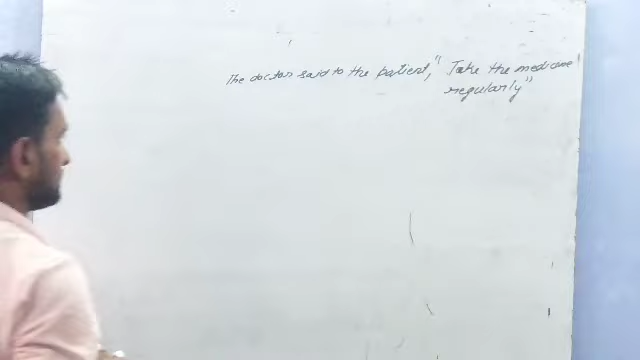 The doctor said to the patient," Take the medicine
regularly"